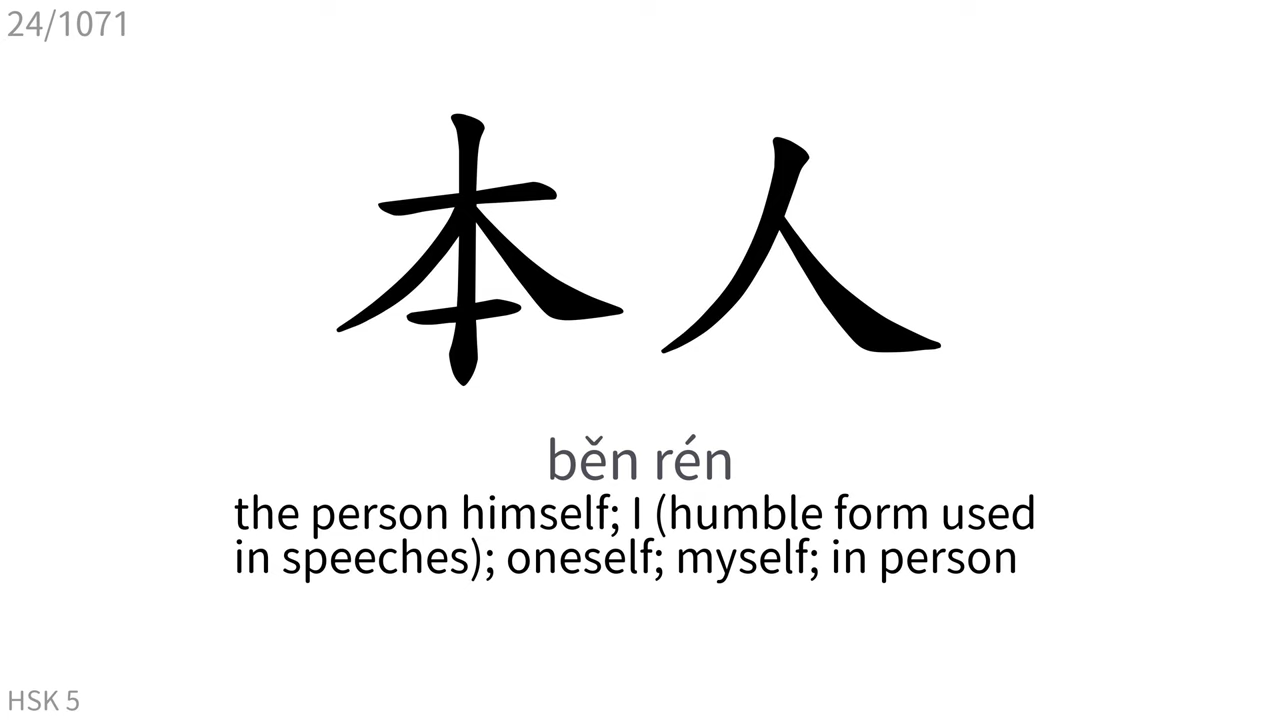 24/1071
本人
běn rén
the person himself; I (humble form used
in speeches); oneself; myself; in person
HSK 5